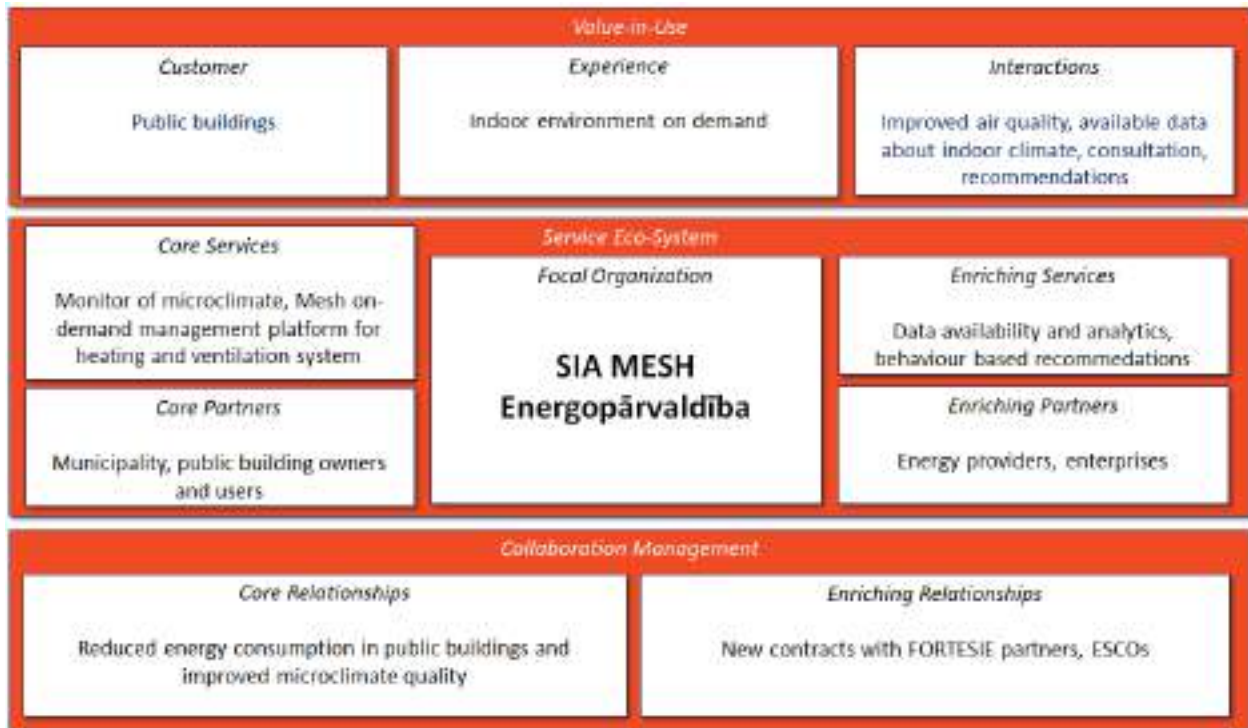 Value-in-Use
Customer
Public buildings
Experience
Indoor environment on demand
Interactions
Improved air quality, available data
about indoor climate, consultation,
recommendations
Service Eco-System
Core Services
Monitor of microclimate, Mesh on-
demand management platform for
heating and ventilation system
Core Partners
Municipality, public building owners
and users
Focal Organization
SIA MESH
Energopārvaldība
Enriching Services
Data availability and analytics,
behaviour based recommedations
Enriching Partners
Energy providers, enterprises
Collaboration Management
Core Relationships
Reduced energy consumption in public buildings and
improved microclimate quality
Enriching Relationships
New contracts with FORTESIE partners, ESCOs